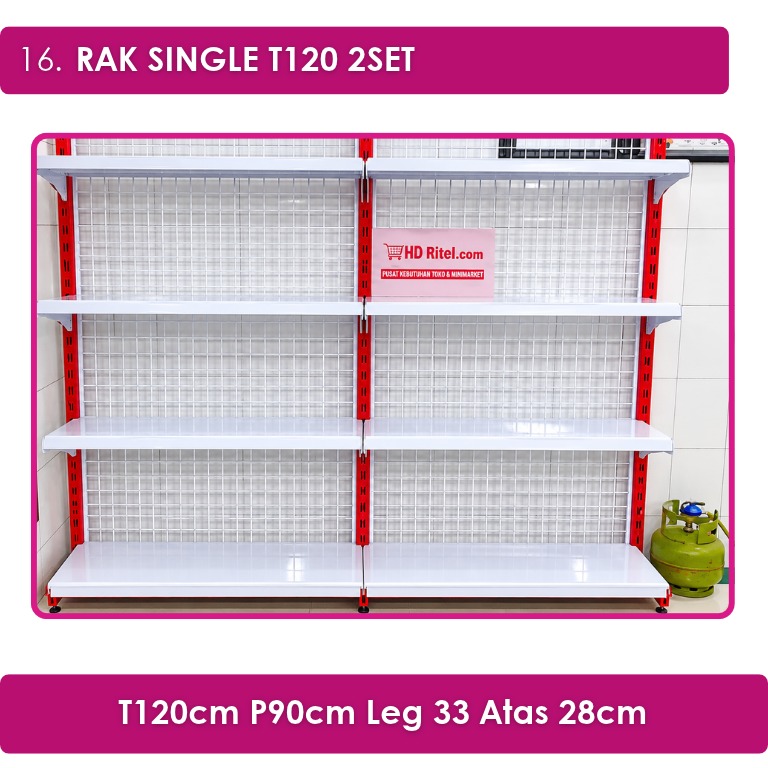 16. RAK SINGLE T120 2SET
HD Ritel.com
PUSAT KEBUTUHAN TOKO & MINIMARKET
T120cm P90cm Leg 33 Atas 28cm